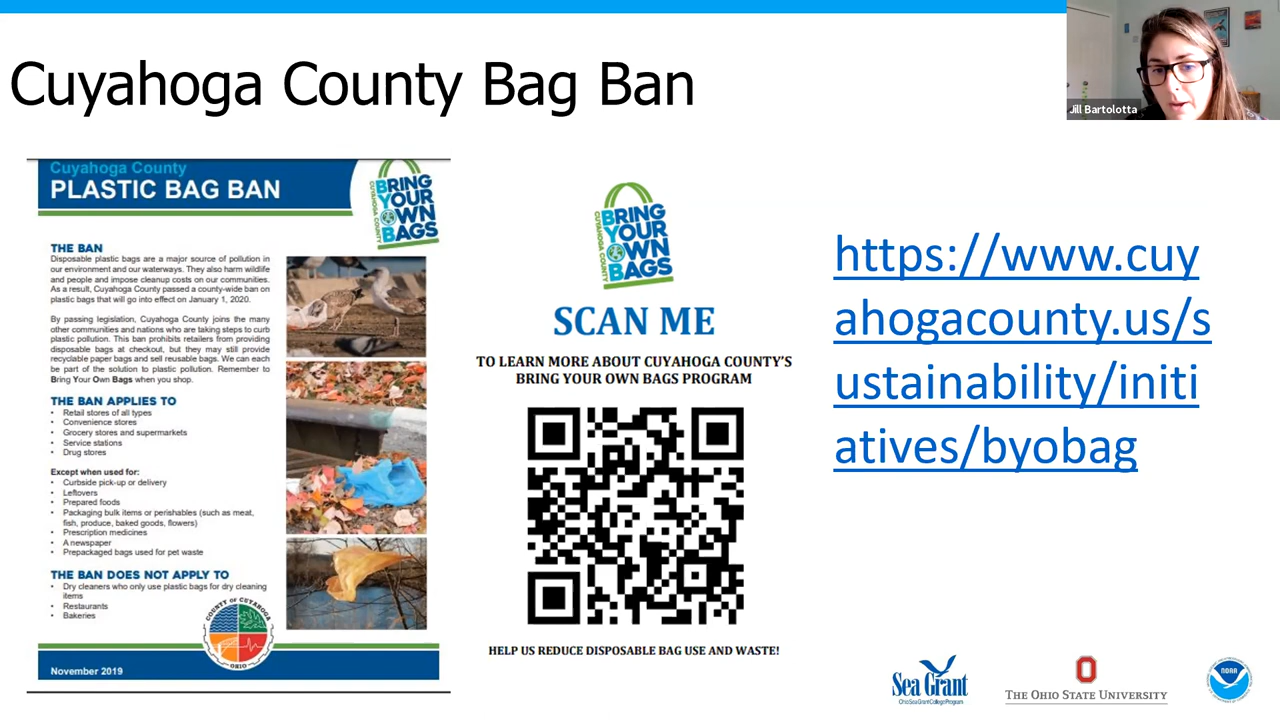 Cuyahoga County Bag Ban
Jill Bartolotta
Cuyahoga County
PLASTIC BAG BAN
CUYAHOGA COUNTY
BRING
YOUR
OWN
BAGS
THE BAN
Disposable plastic bags are a major source of pollution in
our environment and our waterways. They also harm wildlife
and people and impose cleanup costs on our communities.
As a result, Cuyahoga County passed a county-wide ban on
plastic bags that will go into effect on January 1, 2020.
By passing legislation, Cuyahoga County joins the many
other communities and nations who are taking steps to curb
plastic pollution. This ban prohibits retailers from providing
disposable bags at checkout, but they may still provide
recyclable paper bags and sell reusable bags. We can each
be part of the solution to plastic pollution. Remember to
Bring Your Own Bags when you shop.
THE BAN APPLIES TO
• Retail stores of all types
• Convenience stores
• Grocery stores and supermarkets
• Service stations
• Drug stores
Except when used for:
• Curbside pick-up or delivery
• Leftovers
• Prepared foods
• Packaging bulk items or perishables (such as meat,
fish, produce, baked goods, flowers)
• Prescription medicines
• A newspaper
• Prepackaged bags used for pet waste
THE BAN DOES NOT APPLY TO
• Dry cleaners who only use plastic bags for dry cleaning
items
• Restaurants
• Bakeries
COUNTY OF CUYAHOGA
OHIO
November 2019
CUYAHOGA COUNTY
BRING
YOUR
OWN
BAGS
SCAN ME
TO LEARN MORE ABOUT CUYAHOGA COUNTY'S
BRING YOUR OWN BAGS PROGRAM
HELP US REDUCE DISPOSABLE BAG USE AND WASTE!
https://www.cuy
ahogacounty.us/s
ustainability/initi
atives/byobag
Sea Grant
Ohio Sea Grant College Program
THE OHIO STATE UNIVERSITY
NOAA